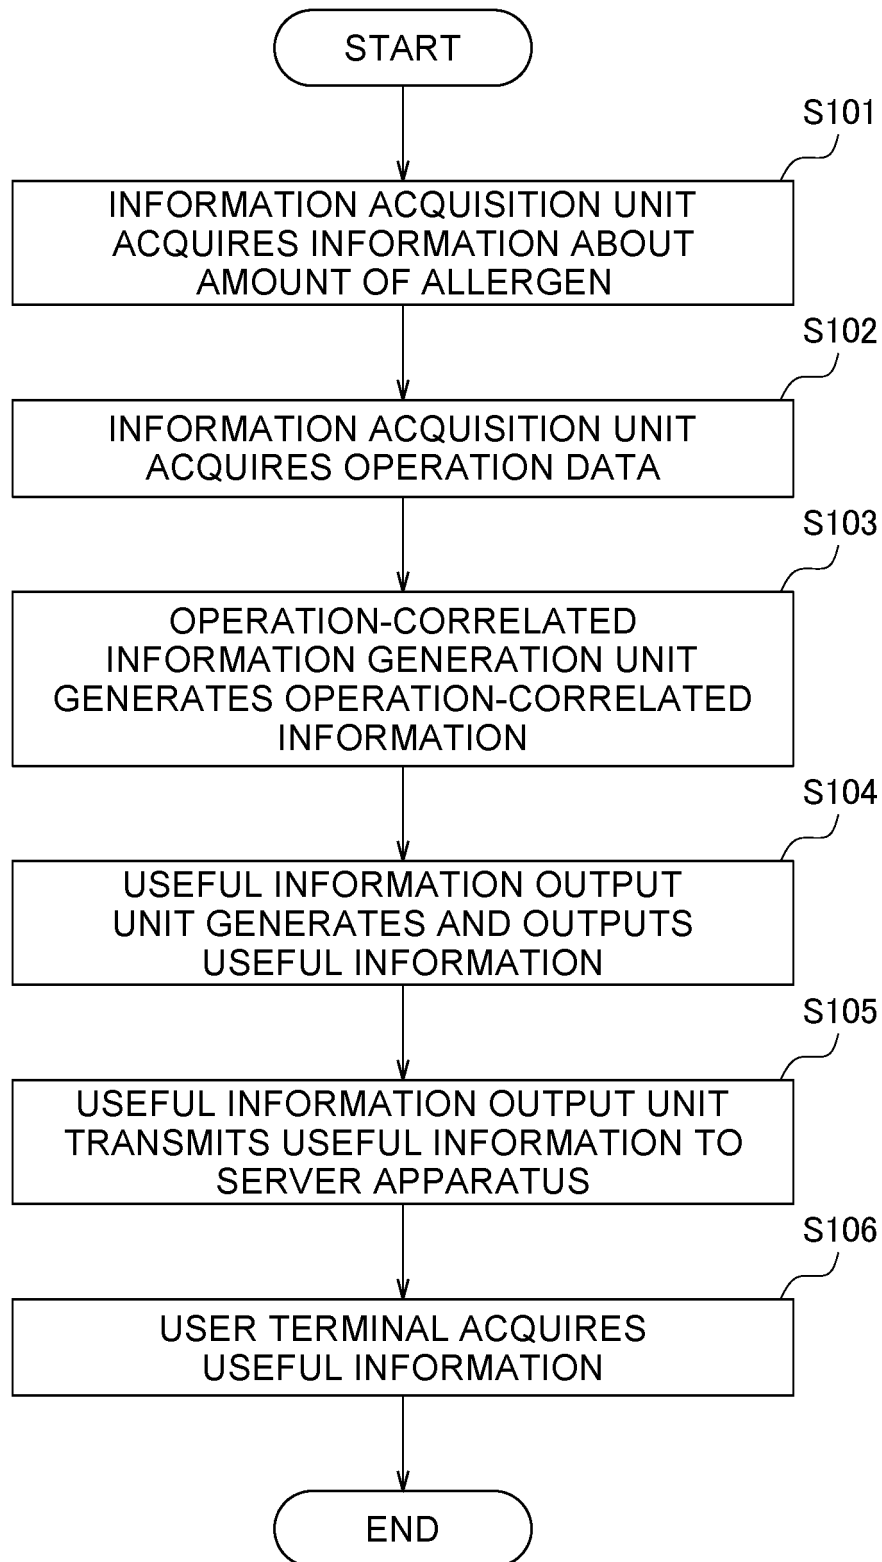 START
S101
INFORMATION ACQUISITION UNIT
ACQUIRES INFORMATION ABOUT
AMOUNT OF ALLERGEN
S102
INFORMATION ACQUISITION UNIT
ACQUIRES OPERATION DATA
S103
OPERATION-CORRELATED
INFORMATION GENERATION UNIT
GENERATES OPERATION-CORRELATED
INFORMATION
S104
USEFUL INFORMATION OUTPUT
UNIT GENERATES AND OUTPUTS
USEFUL INFORMATION
S105
USEFUL INFORMATION OUTPUT UNIT
TRANSMITS USEFUL INFORMATION TO
SERVER APPARATUS
S106
USER TERMINAL ACQUIRES
USEFUL INFORMATION
END